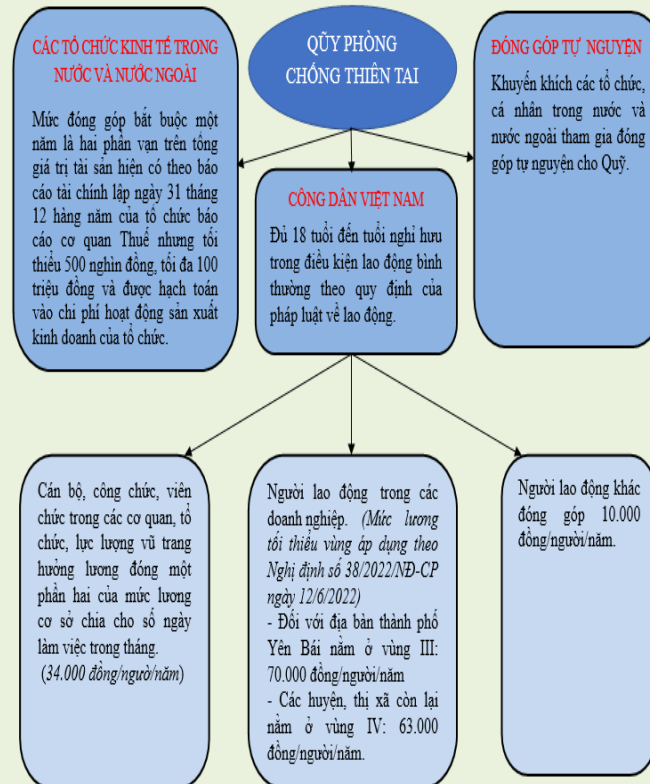 QUỸ PHÒNG
CHỐNG THIÊN TAI
CÁC TỔ CHỨC KINH TẾ TRONG
NƯỚC VÀ NƯỚC NGOÀI
Mức đóng góp bắt buộc một
năm là hai phần vạn trên tổng
giá trị tài sản hiện có theo báo
cáo tài chính lập ngày 31 tháng
12 hàng năm của tổ chức báo
cáo cơ quan Thuế nhưng tối
thiểu 500 nghìn đồng, tối đa 100
triệu đồng và được hạch toán
vào chi phí hoạt động sản xuất
kinh doanh của tổ chức.
CÔNG DÂN VIỆT NAM
Đủ 18 tuổi đến tuổi nghỉ hưu
trong điều kiện lao động bình
thường theo quy định của
pháp luật về lao động.
ĐÓNG GÓP TỰ NGUYỆN
Khuyến khích các tổ chức,
cá nhân trong nước và
nước ngoài tham gia đóng
góp tự nguyện cho Quỹ.
Cán bộ, công chức, viên
chức trong các cơ quan, tổ
chức, lực lượng vũ trang
hưởng lương đóng một
phần hai của mức lương
cơ sở chia cho số ngày
làm việc trong tháng.
(34.000 đồng/người/năm)
Người lao động trong các
doanh nghiệp. (Mức lương
tối thiểu vùng áp dụng theo
Nghị định số 38/2022/NĐ-CP
ngày 12/6/2022)
- Đối với địa bàn thành phố
Yên Bái nằm ở vùng III:
70.000 đồng/người/năm
- Các huyện, thị xã còn lại
nằm ở vùng IV: 63.000
đồng/người/năm.
Người lao động khác
đóng góp 10.000
đồng/người/năm.